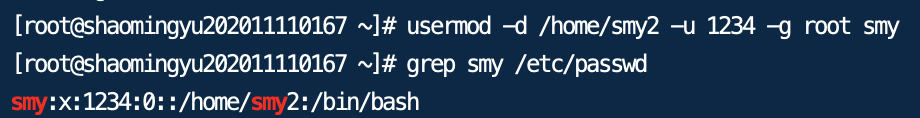 [root@shaomingyu202011110167 ~]# usermod -d /home/smy2 -u 1234 -g root smy
[root@shaomingyu202011110167 ~]# grep smy /etc/passwd
smy:x:1234:0::/home/smy2:/bin/bash